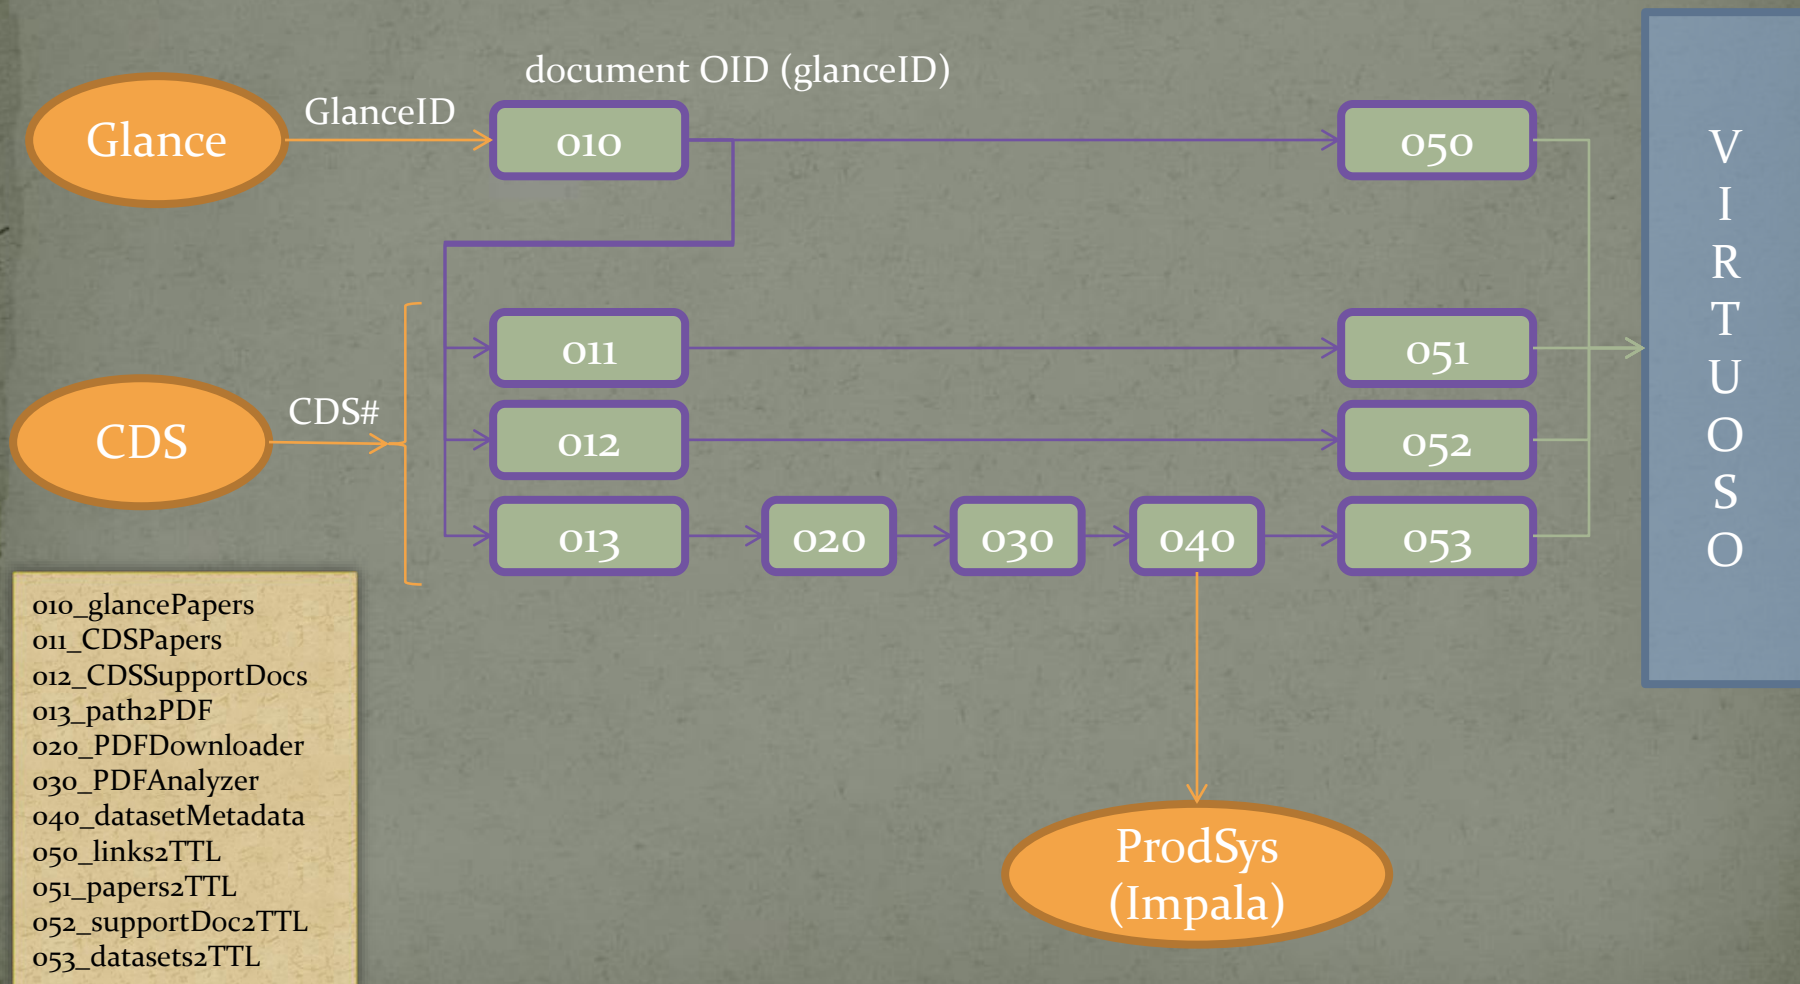 document OID (glanceID)
Glance
GlanceID
010
050
011
051
CDS
CDS#
012
052
013
020
030
040
053
V
I
R
T
U
O
S
O
010_glancePapers
011_CDSPapers
012_CDSSupportDocs
013_path2PDF
020_PDFDownloader
030_PDFAnalyzer
040_datasetMetadata
050_links2TTL
051_papers2TTL
052_supportDoc2TTL
053_datasets2TTL
ProdSys
(Impala)